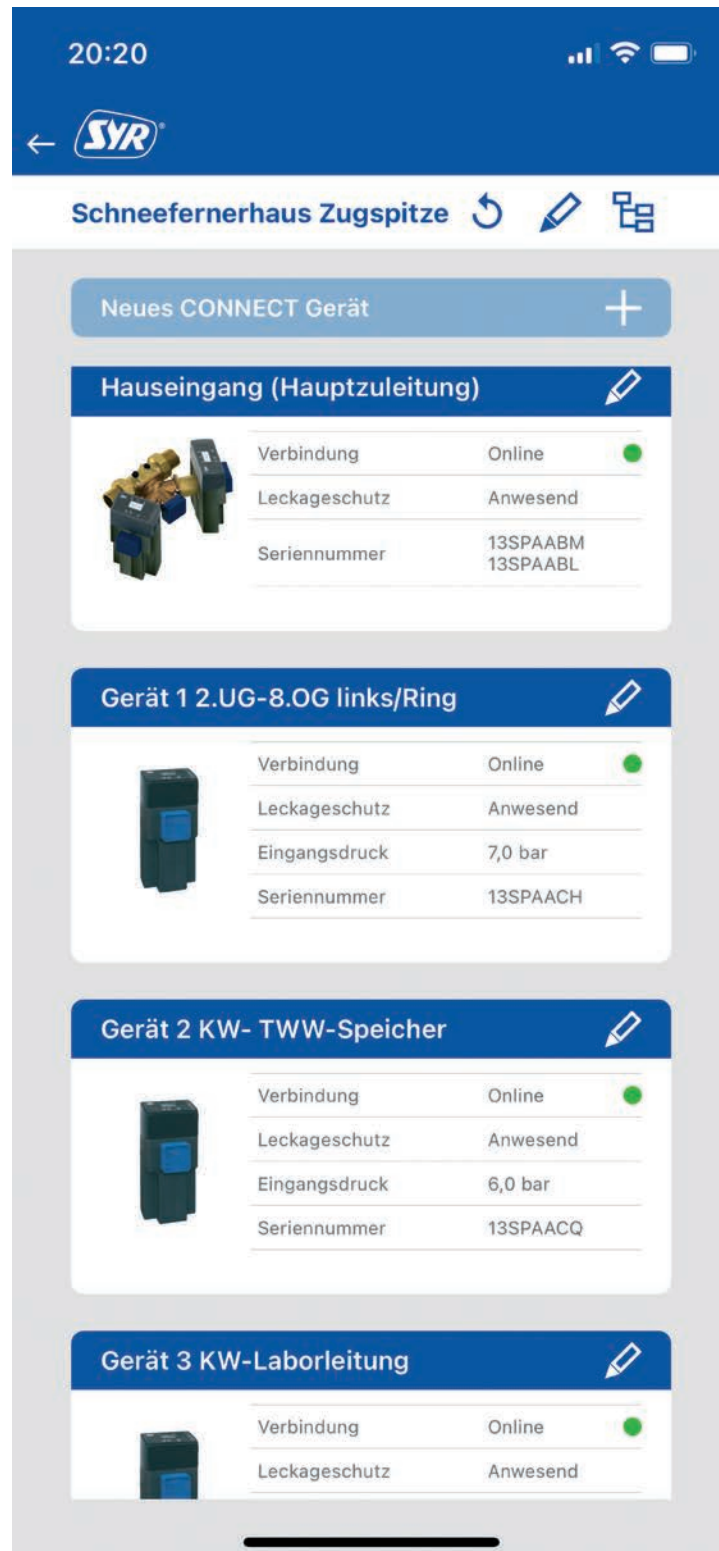 20:20
SYR
Schneefernerhaus Zugspitze
Neues CONNECT Gerät
Hauseingang (Hauptzuleitung)
Verbindung Online
Leckageschutz Anwesend
Seriennummer 13SPAABM
13SPAABL
Gerät 1 2.UG-8.OG links/Ring
Verbindung Online
Leckageschutz Anwesend
Eingangsdruck 7,0 bar
Seriennummer 13SPAACH
Gerät 2 KW- TWW-Speicher
Verbindung Online
Leckageschutz Anwesend
Eingangsdruck 6,0 bar
Seriennummer 13SPAACQ
Gerät 3 KW-Laborleitung
Verbindung Online
Leckageschutz Anwesend